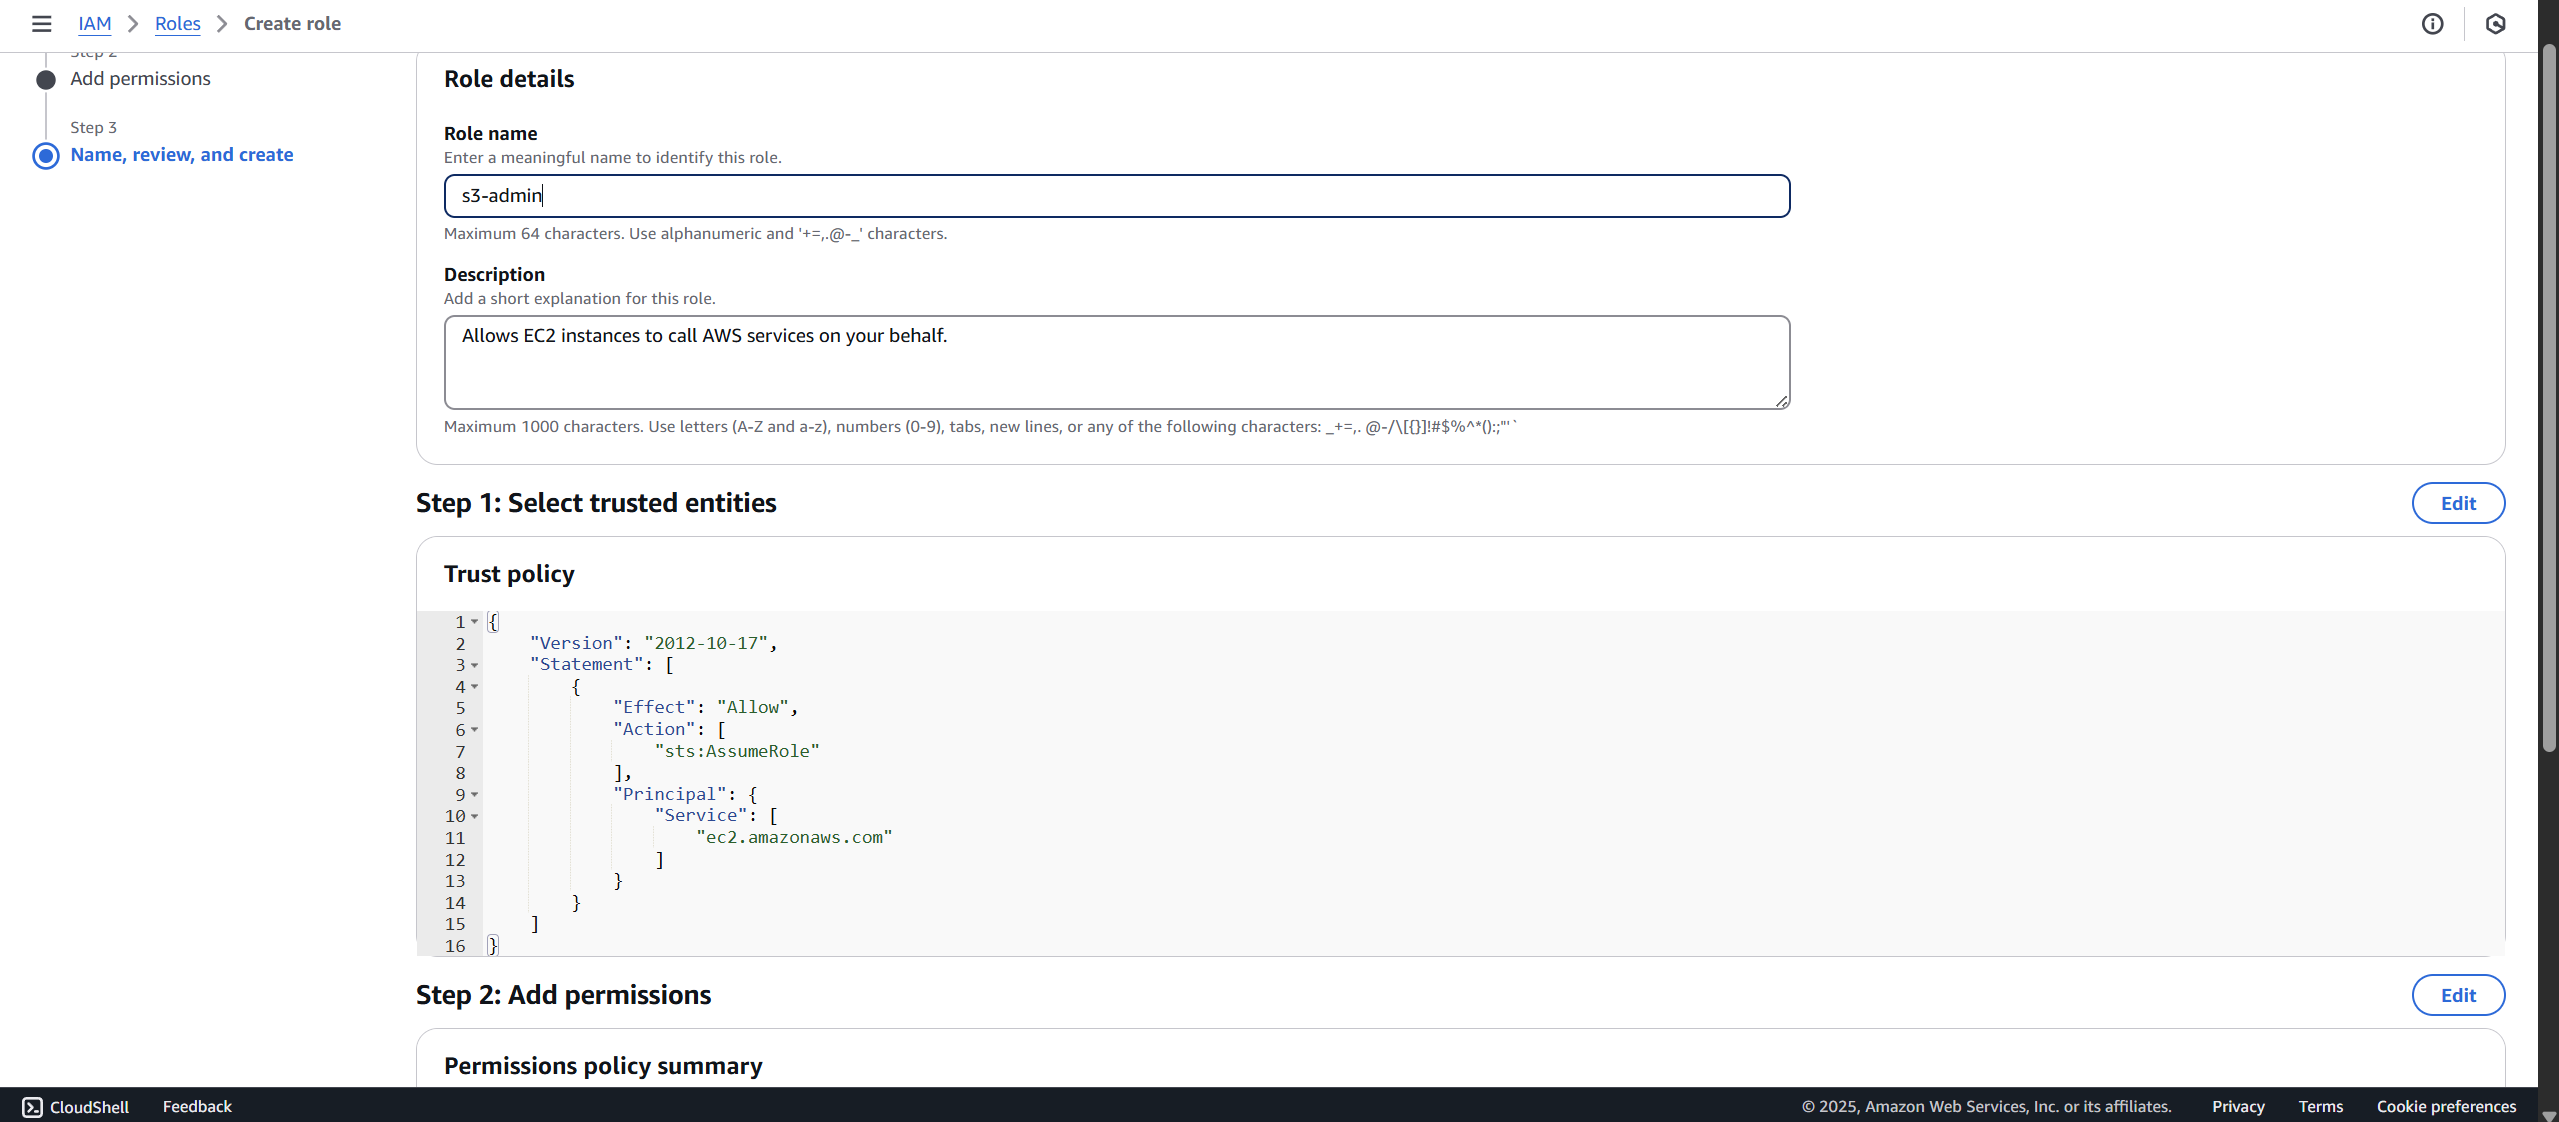 IAM > Roles > Create role
Step 2
Add permissions
Step 3
Name, review, and create
Role details
Role name
Enter a meaningful name to identify this role.
s3-admin
Maximum 64 characters. Use alphanumeric and '+=,.@-_' characters.
Description
Add a short explanation for this role.
Allows EC2 instances to call AWS services on your behalf.
Maximum 1000 characters. Use letters (A-Z and a-z), numbers (0-9), tabs, new lines, or any of the following characters: _+=,. @-/\[{}]!#$%^*();:"'`
Step 1: Select trusted entities
Edit
Trust policy
1 {
2 "Version": "2012-10-17",
3 "Statement": [
4 {
5 "Effect": "Allow",
6 "Action": [
7 "sts:AssumeRole"
8 ],
9 "Principal": {
10 "Service": [
11 "ec2.amazonaws.com"
12 ]
13 }
14 }
15 ]
16 }
Step 2: Add permissions
Edit
Permissions policy summary
CloudShell Feedback © 2025, Amazon Web Services, Inc. or its affiliates. Privacy Terms Cookie preferences